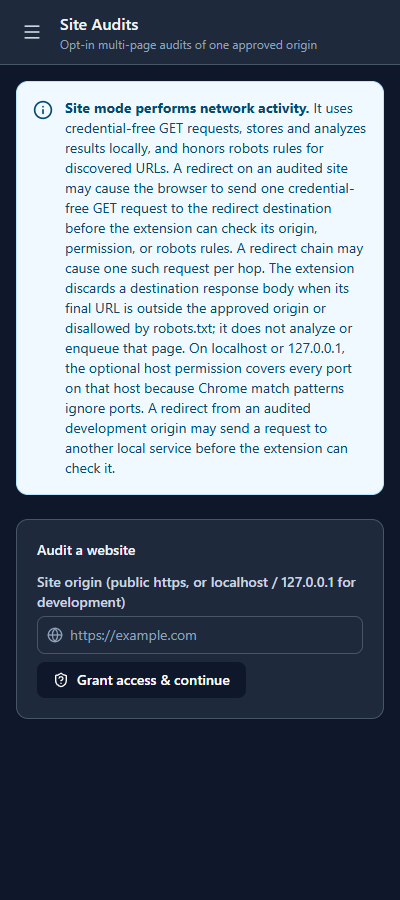 Site Audits
Opt-in multi-page audits of one approved origin
Site mode performs network activity. It uses
credential-free GET requests, stores and analyzes
results locally, and honors robots rules for
discovered URLs. A redirect on an audited site
may cause the browser to send one credential-
free GET request to the redirect destination
before the extension can check its origin,
permission, or robots rules. A redirect chain may
cause one such request per hop. The extension
discards a destination response body when its
final URL is outside the approved origin or
disallowed by robots.txt; it does not analyze or
enqueue that page. On localhost or 127.0.0.1,
the optional host permission covers every port
on that host because Chrome match patterns
ignore ports. A redirect from an audited
development origin may send a request to
another local service before the extension can
check it.
Audit a website
Site origin (public https, or localhost / 127.0.0.1 for
development)
https://example.com
Grant access & continue